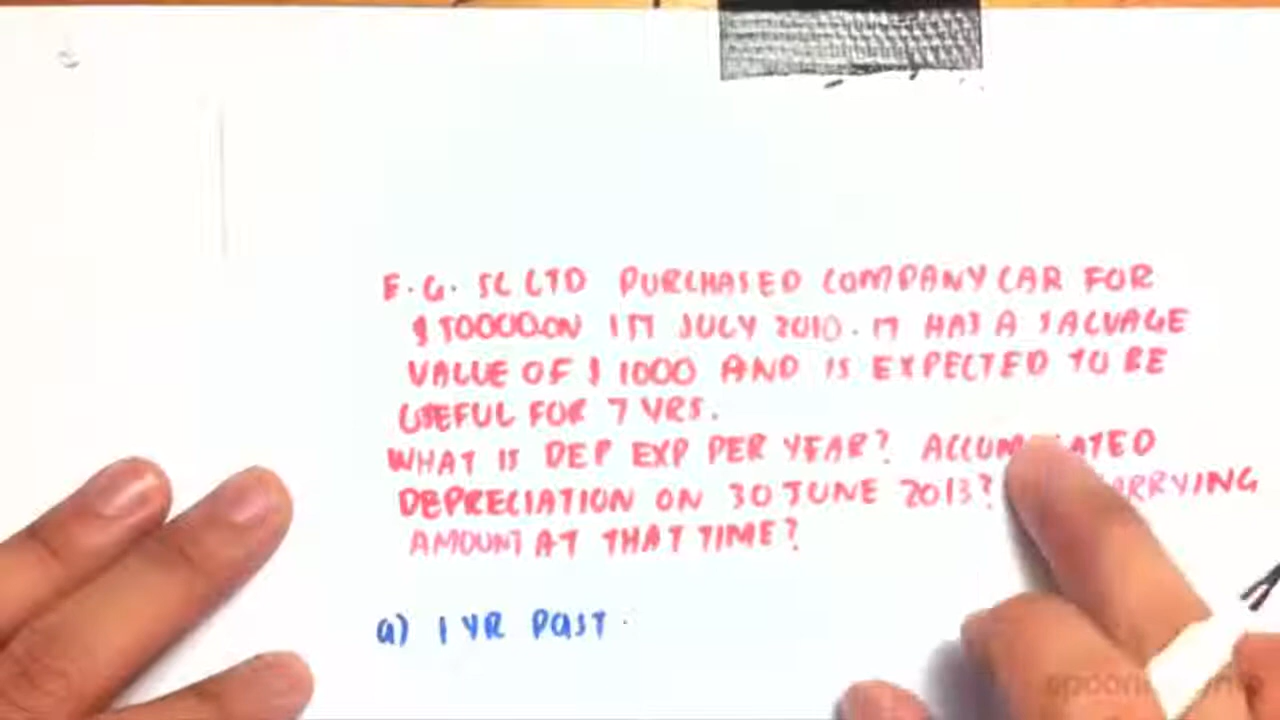 E.G. SC LTD PURCHASED COMPANY CAR FOR
ON 1ST JULY 2010. IT HAS A SALVAGE
VALUE OF $1000 AND IS EXPECTED TO BE
USEFUL FOR 7 YRS.
WHAT IS DEP EXP PER YEAR? 
DEPRECIATION ON 30 JUNE 2013?
AMOUNT AT THAT TIME?
a) 1 YR PAST.